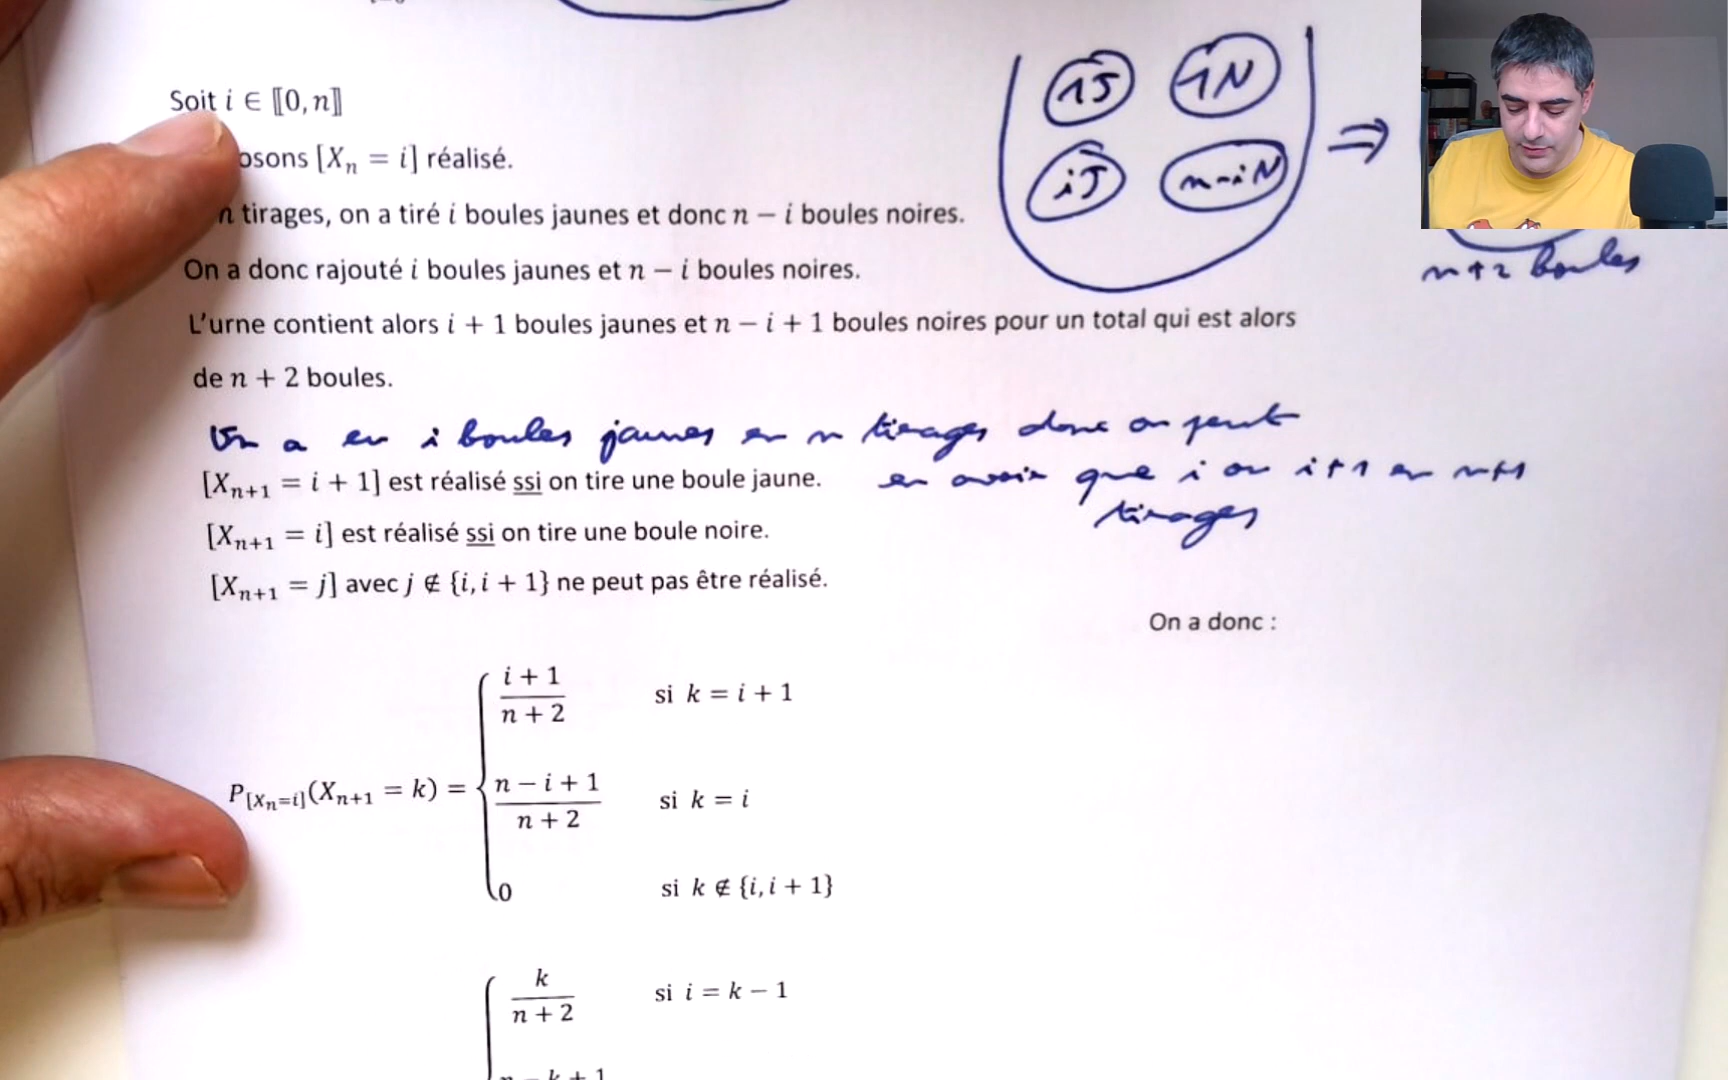 Soit i ∈ ⟦0, n⟧
osons [Xₙ = i] réalisé.
n tirages, on a tiré i boules jaunes et donc n − i boules noires.
On a donc rajouté i boules jaunes et n − i boules noires.
L'urne contient alors i + 1 boules jaunes et n − i + 1 boules noires pour un total qui est alors
de n + 2 boules.
1J 1N
iJ n-iN
⇒
n+2 boules
On a eu i boules jaunes en n tirages donc on peut
en avoir que i ou i+1 en n+1
tirages
[Xₙ₊₁ = i + 1] est réalisé ssi on tire une boule jaune.
[Xₙ₊₁ = i] est réalisé ssi on tire une boule noire.
[Xₙ₊₁ = j] avec j ∉ {i, i + 1} ne peut pas être réalisé.
On a donc :
P[Xₙ=i](Xₙ₊₁ = k) =
(i + 1)/(n + 2) si k = i + 1
(n − i + 1)/(n + 2) si k = i
0 si k ∉ {i, i + 1}
k/(n + 2) si i = k − 1